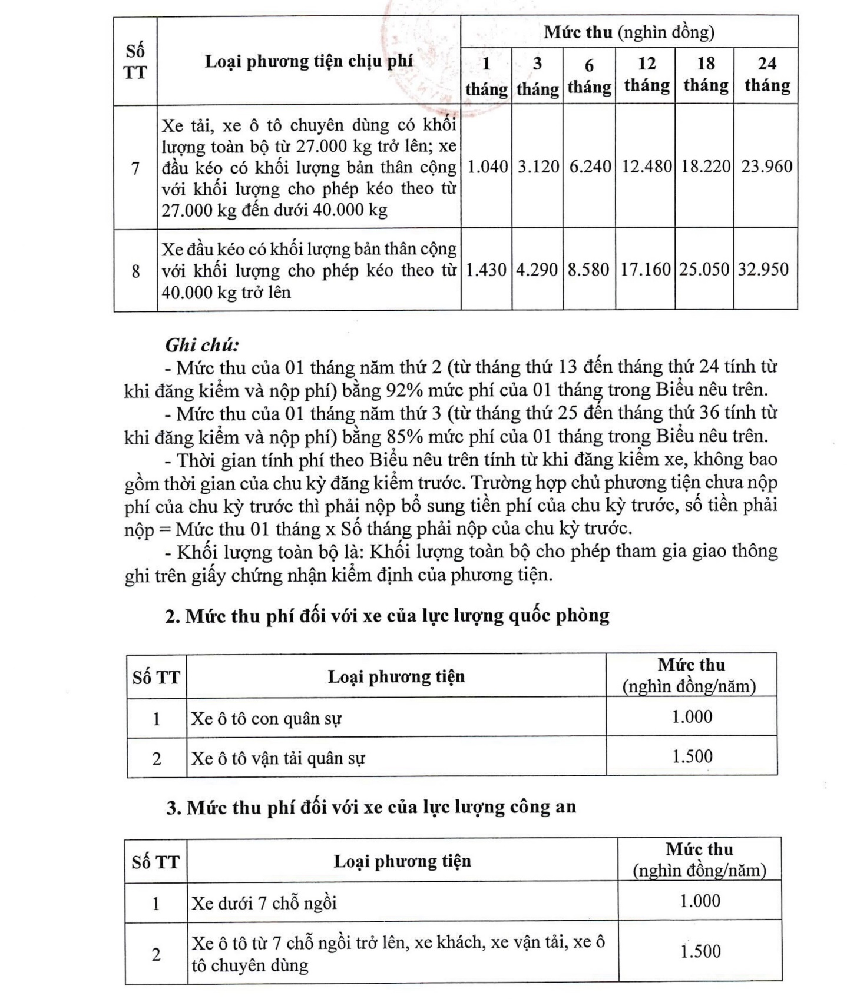 Số TT
Loại phương tiện chịu phí
Mức thu (nghìn đồng)
1 tháng
3 tháng
6 tháng
12 tháng
18 tháng
24 tháng
7
Xe tải, xe ô tô chuyên dùng có khối
lượng toàn bộ từ 27.000 kg trở lên; xe
đầu kéo có khối lượng bản thân cộng
với khối lượng cho phép kéo theo từ
27.000 kg đến dưới 40.000 kg
1.040 3.120 6.240 12.480 18.220 23.960
8
Xe đầu kéo có khối lượng bản thân cộng
với khối lượng cho phép kéo theo từ
40.000 kg trở lên
1.430 4.290 8.580 17.160 25.050 32.950
Ghi chú:
- Mức thu của 01 tháng năm thứ 2 (từ tháng thứ 13 đến tháng thứ 24 tính từ
khi đăng kiểm và nộp phí) bằng 92% mức phí của 01 tháng trong Biểu nêu trên.
- Mức thu của 01 tháng năm thứ 3 (từ tháng thứ 25 đến tháng thứ 36 tính từ
khi đăng kiểm và nộp phí) bằng 85% mức phí của 01 tháng trong Biểu nêu trên.
- Thời gian tính phí theo Biểu nêu trên tính từ khi đăng kiểm xe, không bao
gồm thời gian của chu kỳ đăng kiểm trước. Trường hợp chủ phương tiện chưa nộp
phí của chu kỳ trước thì phải nộp bổ sung tiền phí của chu kỳ trước, số tiền phải
nộp = Mức thu 01 tháng x Số tháng phải nộp của chu kỳ trước.
- Khối lượng toàn bộ là: Khối lượng toàn bộ cho phép tham gia giao thông
ghi trên giấy chứng nhận kiểm định của phương tiện.
2. Mức thu phí đối với xe của lực lượng quốc phòng
Số TT
Loại phương tiện
Mức thu
(nghìn đồng/năm)
1 Xe ô tô con quân sự 1.000
2 Xe ô tô vận tải quân sự 1.500
3. Mức thu phí đối với xe của lực lượng công an
Số TT
Loại phương tiện
Mức thu
(nghìn đồng/năm)
1 Xe dưới 7 chỗ ngồi 1.000
2
Xe ô tô từ 7 chỗ ngồi trở lên, xe khách, xe vận tải, xe ô
tô chuyên dùng
1.500